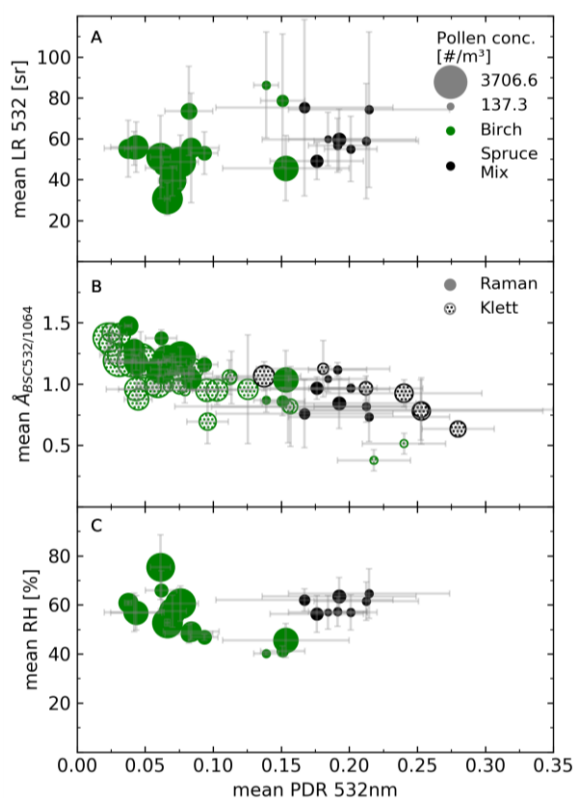 A
Pollen conc.
[#/m³]
3706.6
137.3
Birch
Spruce
Mix
100
80
60
40
20
mean LR 532 [sr]
B
Raman
Klett
1.5
1.0
0.5
mean Å_BSC532/1064
C
80
60
40
20
mean RH [%]
0.00 0.05 0.10 0.15 0.20 0.25 0.30 0.35
mean PDR 532nm